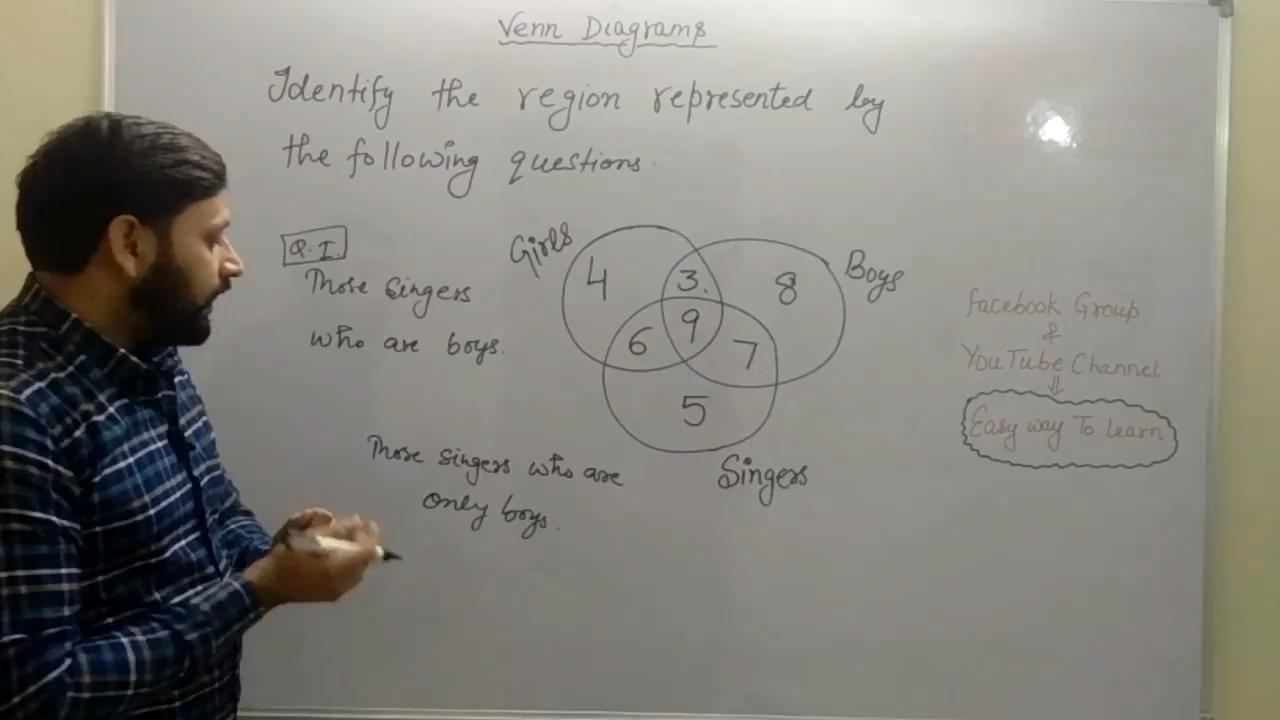 Venn Diagrams
Identify the region represented by
the following questions.
Q.I
Those singers
who are boys.
Girls
Boys
4
3.
8
9
6
7
5
Singers
Those singers who are
only boys.
facebook Group
&
YouTube Channel
⇓
Easy way To learn